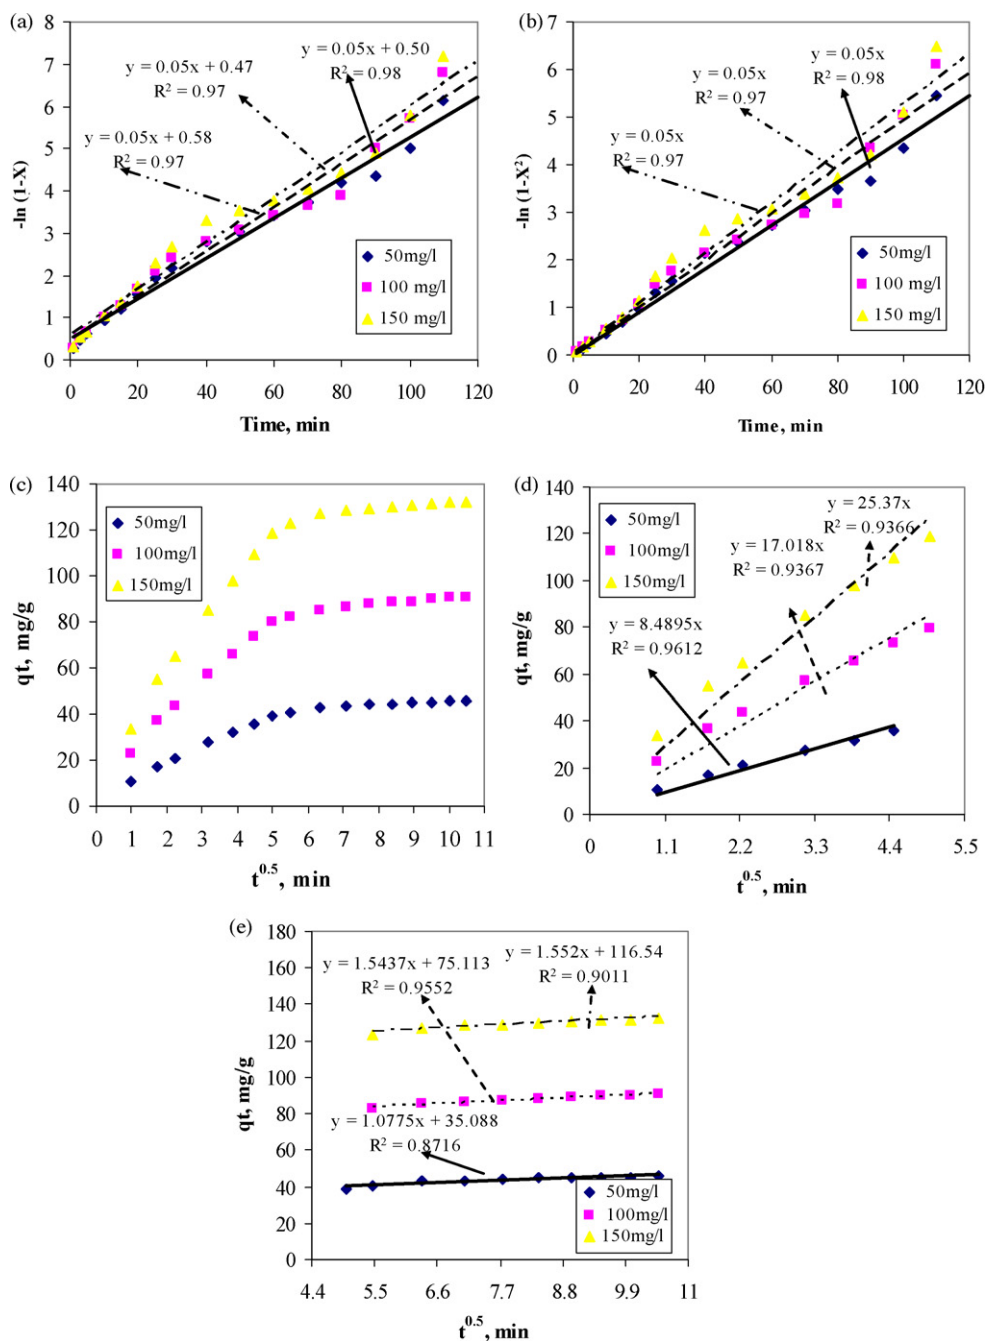 (a)
8
7
6
5
4
3
2
1
0
-ln (1-X)
y = 0.05x + 0.47
R² = 0.97
y = 0.05x + 0.50
R² = 0.98
y = 0.05x + 0.58
R² = 0.97
50mg/l
100 mg/l
150 mg/l
0 20 40 60 80 100 120
Time, min
(b)
7
6
5
4
3
2
1
0
-ln (1-X²)
y = 0.05x
R² = 0.98
y = 0.05x
R² = 0.97
y = 0.05x
R² = 0.97
50mg/l
100 mg/l
150 mg/l
0 20 40 60 80 100 120
Time, min
(c)
140
120
100
80
60
40
20
0
qt, mg/g
50mg/l
100mg/l
150mg/l
0 1 2 3 4 5 6 7 8 9 10 11
t^0.5, min
(d)
140
120
100
80
60
40
20
0
qt, mg/g
50mg/l
100mg/l
150mg/l
y = 25.37x
R² = 0.9366
y = 17.018x
R² = 0.9367
y = 8.4895x
R² = 0.9612
0 1.1 2.2 3.3 4.4 5.5
t^0.5, min
(e)
180
160
140
120
100
80
60
40
20
0
qt, mg/g
y = 1.5437x + 75.113
R² = 0.9552
y = 1.552x + 116.54
R² = 0.9011
y = 1.0775x + 35.088
R² = 0.8716
50mg/l
100mg/l
150mg/l
4.4 5.5 6.6 7.7 8.8 9.9 11
t^0.5, min